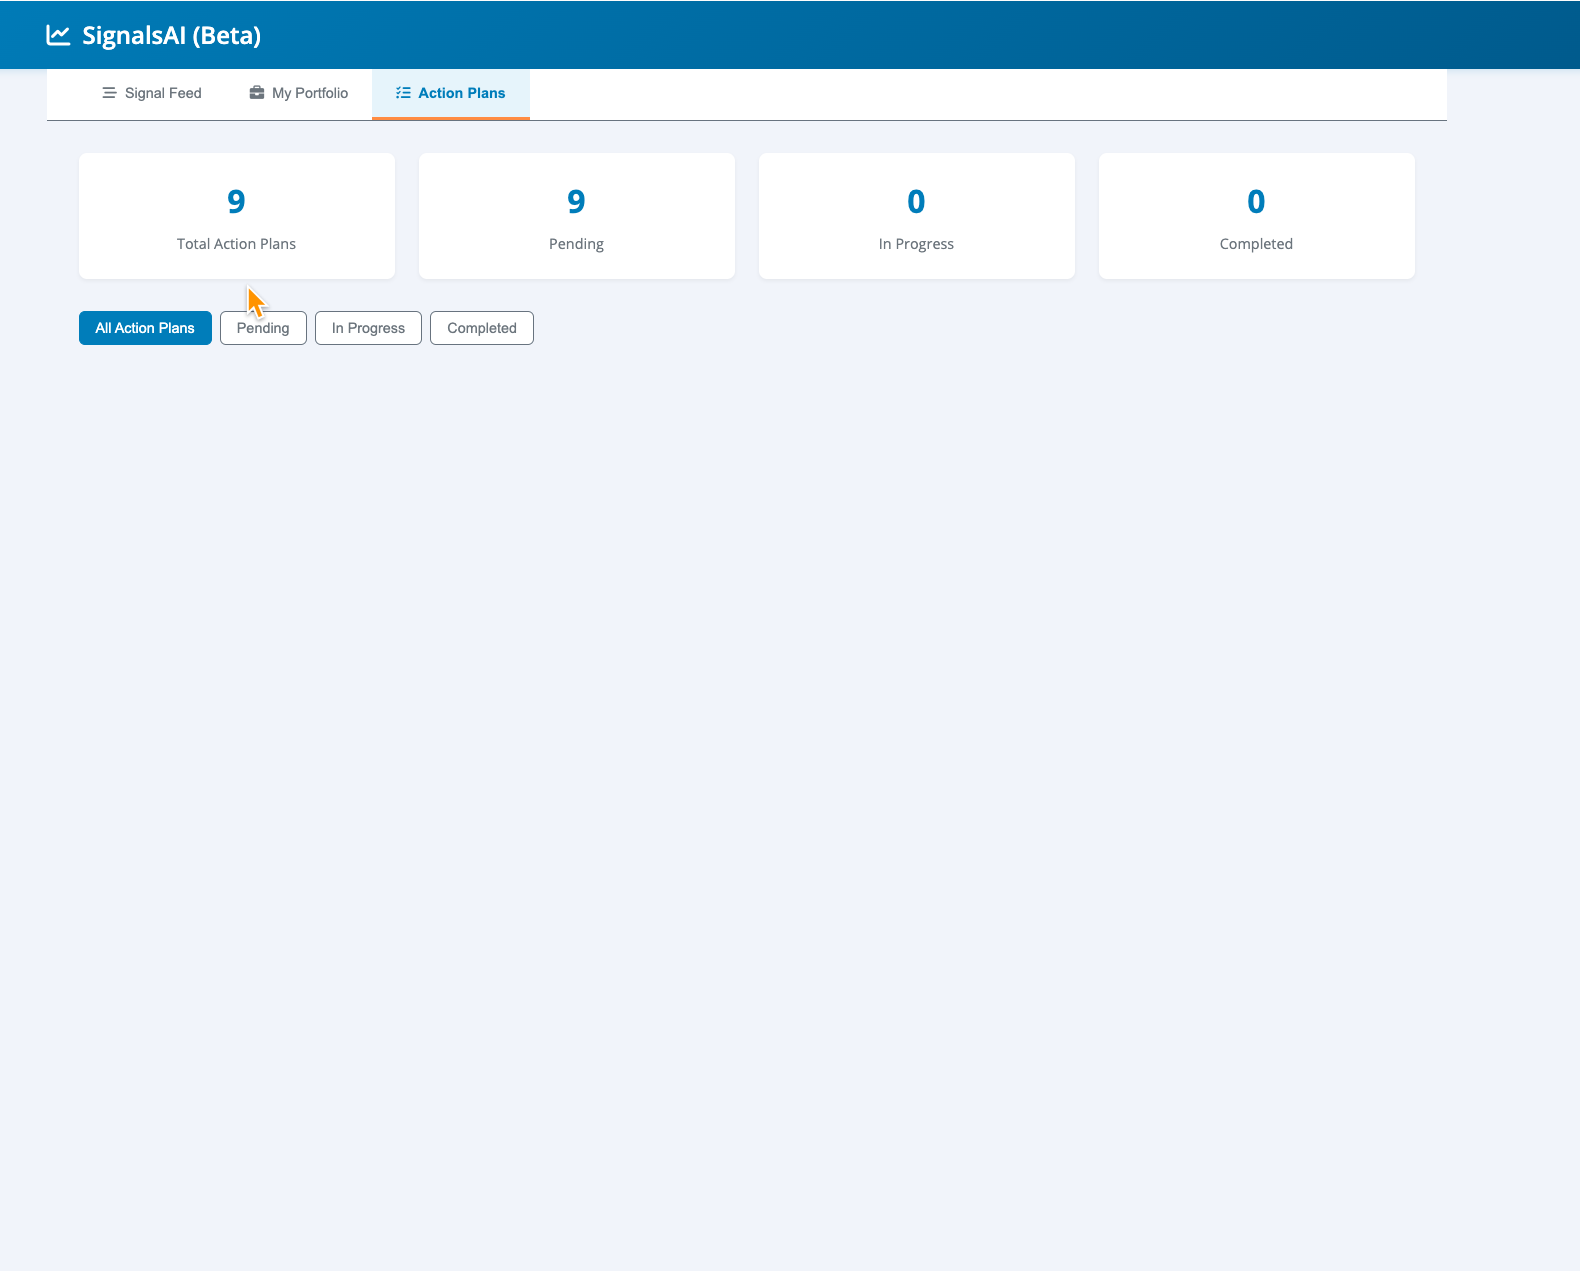 SignalsAI (Beta)
Signal Feed
My Portfolio
Action Plans
9
Total Action Plans
9
Pending
0
In Progress
0
Completed
All Action Plans
Pending
In Progress
Completed